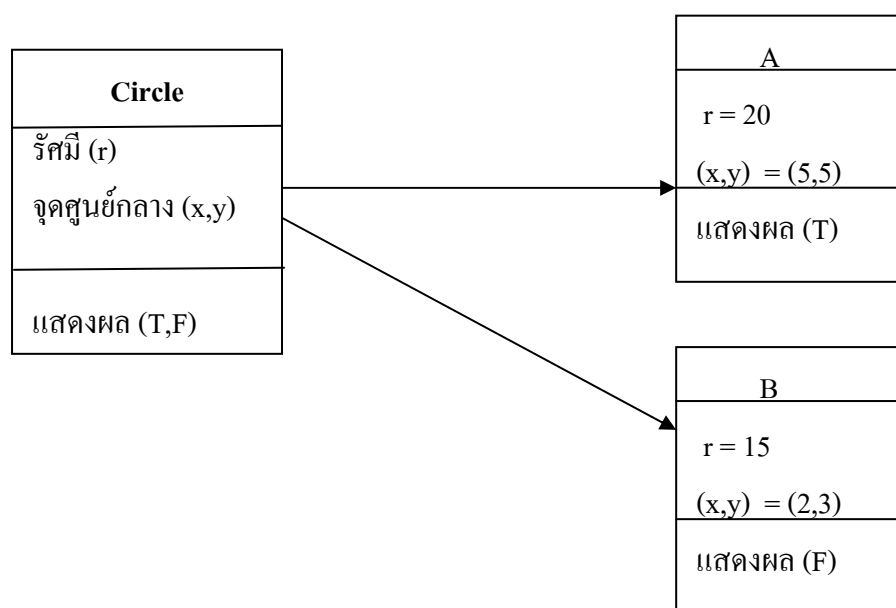 Circle
รัศมี (r)
จุดศูนย์กลาง (x,y)
แสดงผล (T,F)
A
r = 20
(x,y) = (5,5)
แสดงผล (T)
B
r = 15
(x,y) = (2,3)
แสดงผล (F)